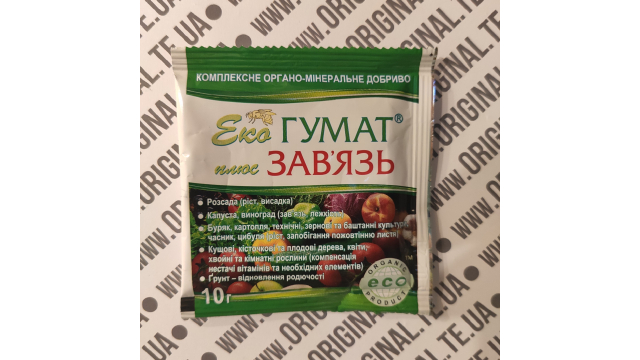 КОМПЛЕКСНЕ ОРГАНО-МІНЕРАЛЬНЕ ДОБРИВО
Еко ГУМАТ®
плюс ЗАВ'ЯЗЬ
• Розсада (ріст, висадка)
• Капуста, виноград (зав'язь, лежкість)
• Буряк, картопля, технічні, зернові та баштанні культури,
часник, цибуля (ріст, запобігання пожовтінню листя)
• Кущові, кісточкові та плодові дерева, квіти,
хвойні та кімнатні рослини (компенсація
нестачі вітамінів та необхідних елементів)
• Ґрунт – відновлення родючості
10 г
ORGANIC
eco
PRODUCT
WWW.ORIGINAL.TE.UA